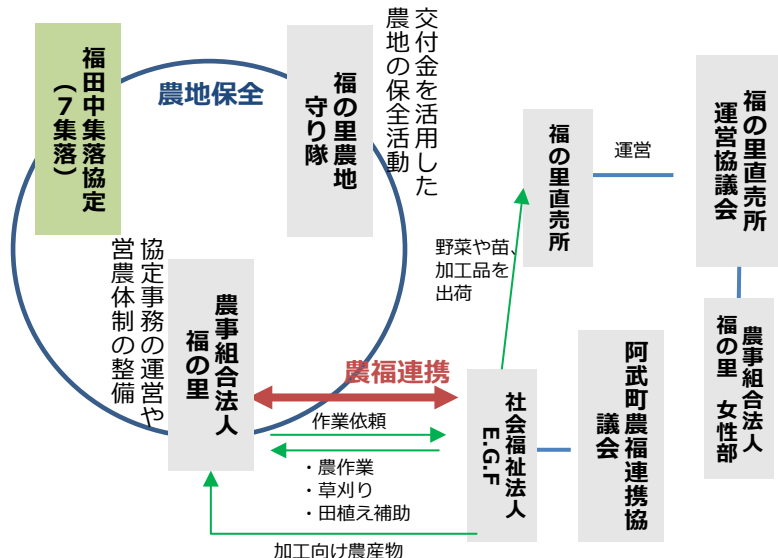 福田中集落協定
（７集落）
農地保全
福の里農地
守り隊
交付金を活用した
農地の保全活動
協定事務の運営や
営農体制の整備
農事組合法人
福の里
農福連携
作業依頼
・農作業
・草刈り
・田植え補助
加工向け農産物
野菜や苗、
加工品を
出荷
福の里直売所
運営
福の里直売所
運営協議会
農事組合法人
福の里　女性部
社会福祉法人
E.G.F
阿武町農福連携協
議会